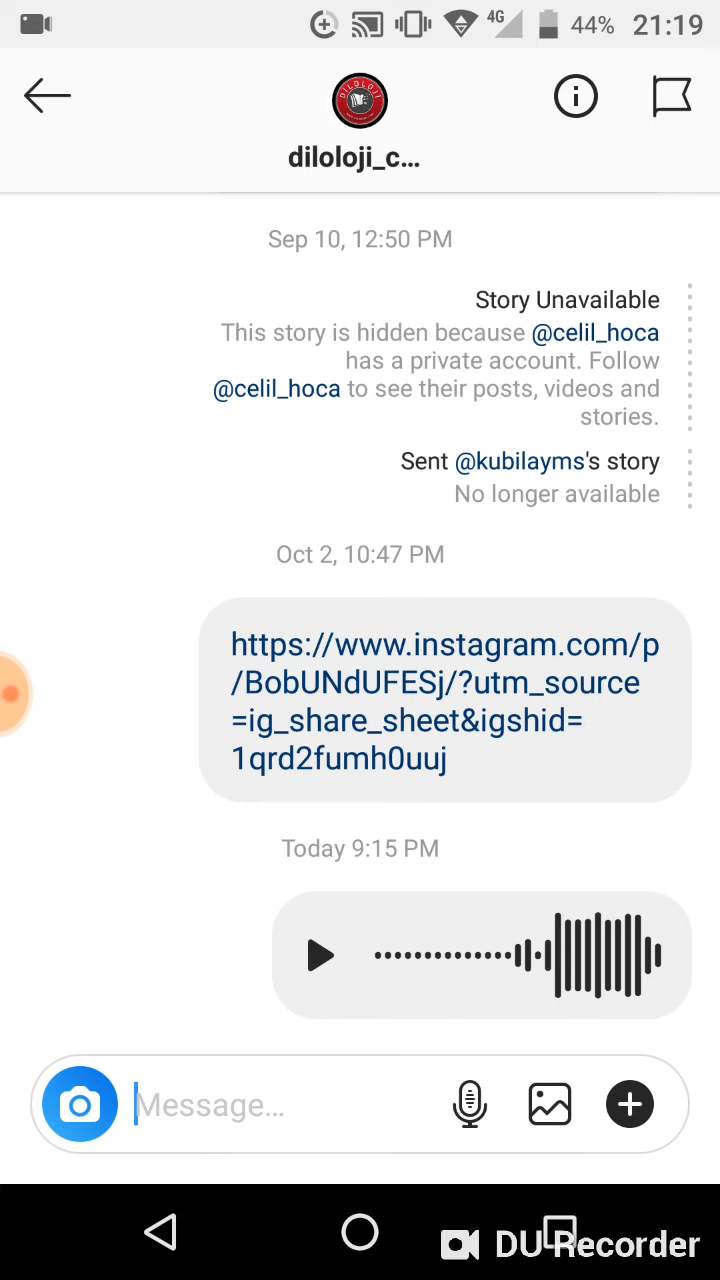 4G 44% 21:19
DILOLOJI
diloloji_c...
Sep 10, 12:50 PM
Story Unavailable
This story is hidden because @celil_hoca
has a private account. Follow
@celil_hoca to see their posts, videos and
stories.
Sent @kubilayms's story
No longer available
Oct 2, 10:47 PM
https://www.instagram.com/p
/BobUNdUFESj/?utm_source
=ig_share_sheet&igshid=
1qrd2fumh0uuj
Today 9:15 PM
Message...
DU Recorder